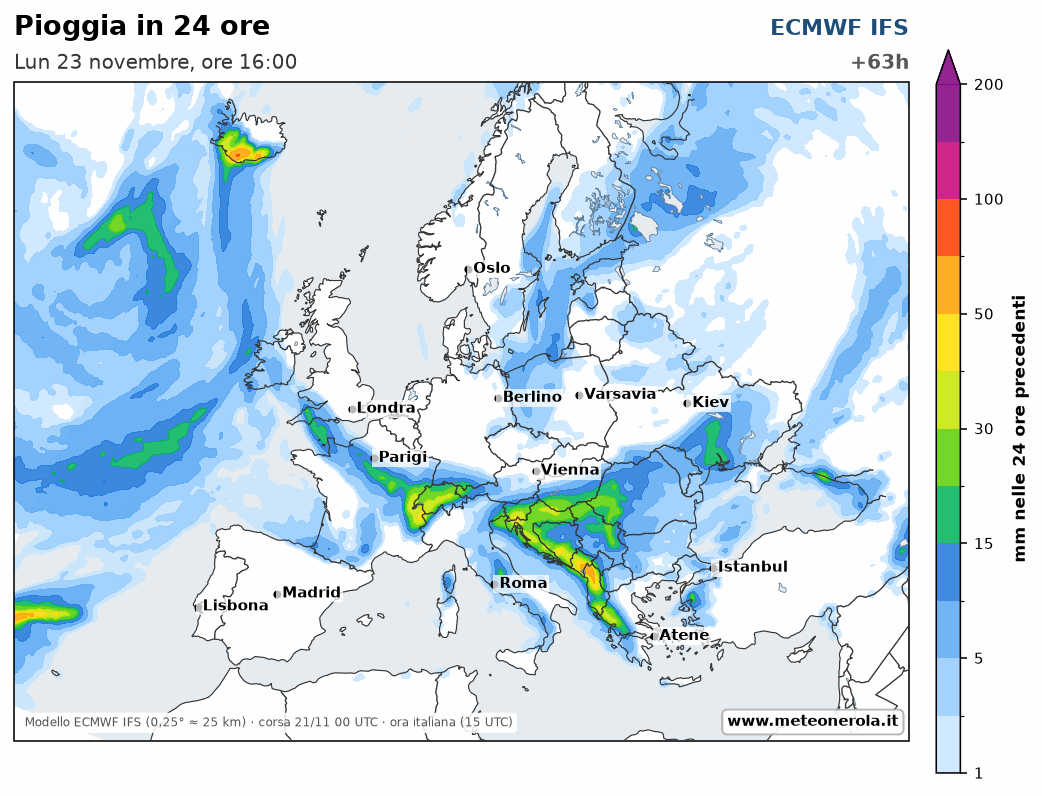 Pioggia in 24 ore
ECMWF IFS
Lun 23 novembre, ore 16:00
+63h
200
100
50
30
15
5
1
mm nelle 24 ore precedenti
Oslo
Londra
Berlino
Varsavia
Kiev
Parigi
Vienna
Istanbul
Roma
Madrid
Lisbona
Atene
Modello ECMWF IFS (0,25° ≈ 25 km) · corsa 21/11 00 UTC · ora italiana (15 UTC)
www.meteonerola.it